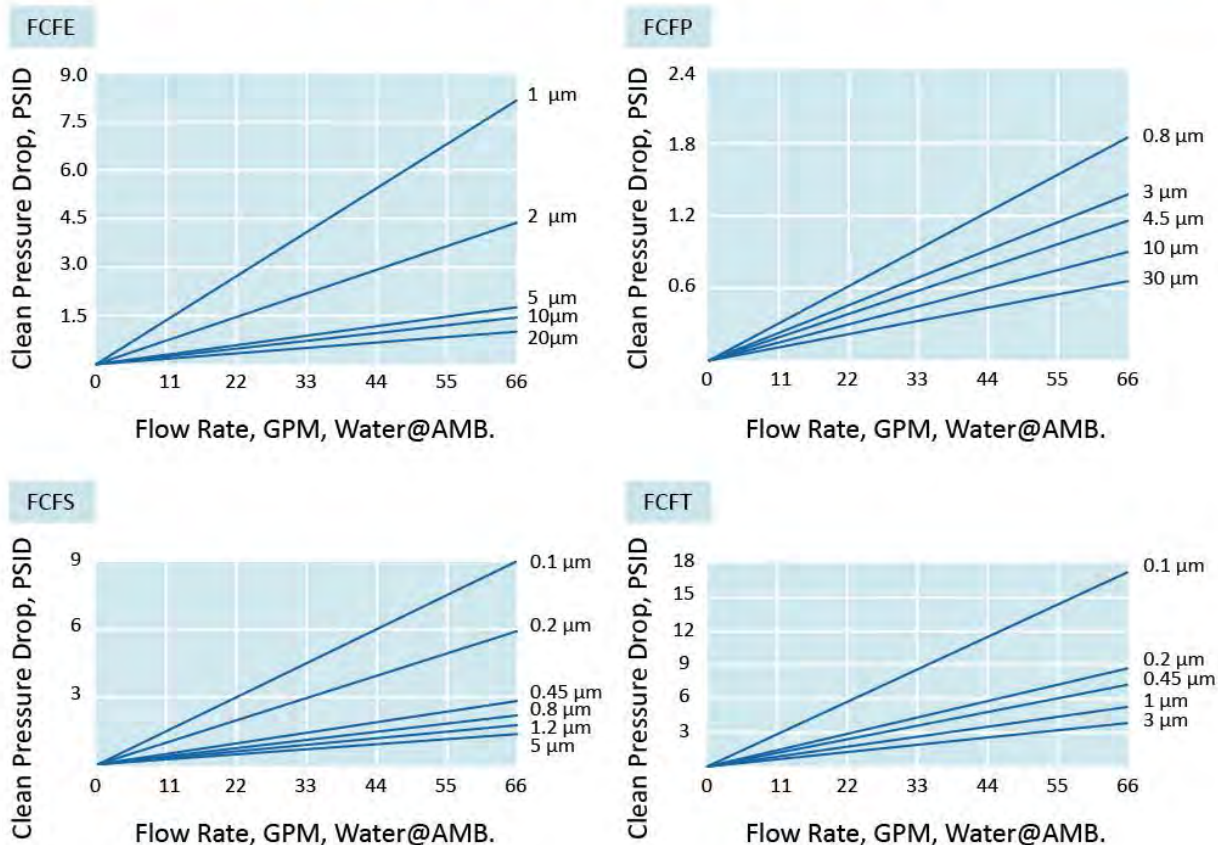 FCFE
Clean Pressure Drop, PSID
9.0
7.5
6.0
4.5
3.0
1.5
1 μm
2 μm
5 μm
10μm
20μm
0 11 22 33 44 55 66
Flow Rate, GPM, Water@AMB.
FCFP
Clean Pressure Drop, PSID
2.4
1.8
1.2
0.6
0.8 μm
3 μm
4.5 μm
10 μm
30 μm
0 11 22 33 44 55 66
Flow Rate, GPM, Water@AMB.
FCFS
Clean Pressure Drop, PSID
9
6
3
0.1 μm
0.2 μm
0.45 μm
0.8 μm
1.2 μm
5 μm
0 11 22 33 44 55 66
Flow Rate, GPM, Water@AMB.
FCFT
Clean Pressure Drop, PSID
18
15
12
9
6
3
0.1 μm
0.2 μm
0.45 μm
1 μm
3 μm
0 11 22 33 44 55 66
Flow Rate, GPM, Water@AMB.